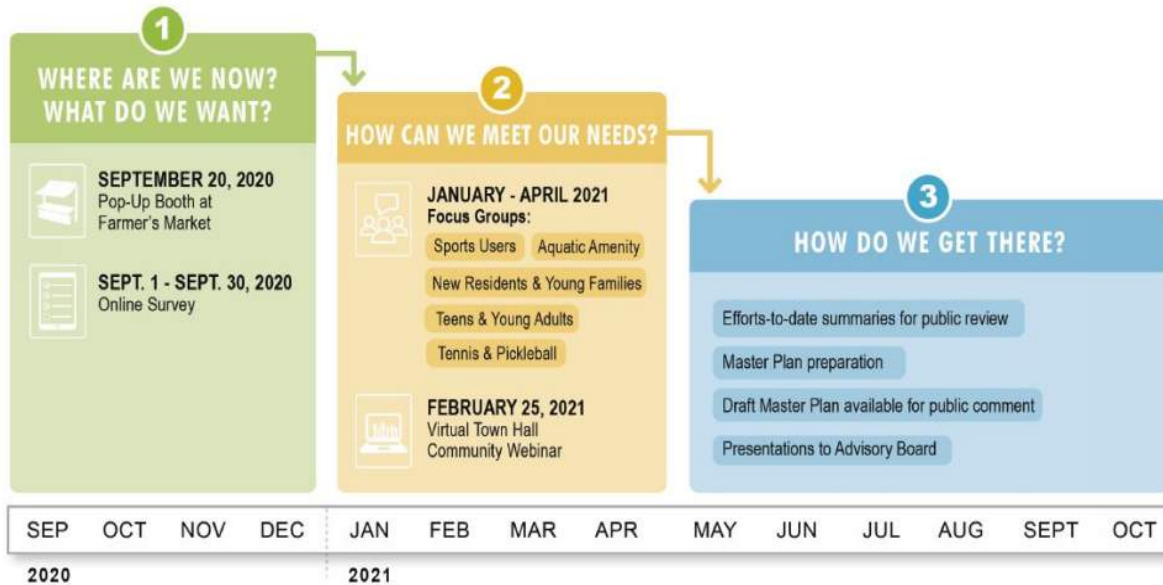 1
WHERE ARE WE NOW?
WHAT DO WE WANT?
SEPTEMBER 20, 2020
Pop-Up Booth at
Farmer's Market
SEPT. 1 - SEPT. 30, 2020
Online Survey
2
HOW CAN WE MEET OUR NEEDS?
JANUARY - APRIL 2021
Focus Groups:
Sports Users
Aquatic Amenity
New Residents & Young Families
Teens & Young Adults
Tennis & Pickleball
FEBRUARY 25, 2021
Virtual Town Hall
Community Webinar
3
HOW DO WE GET THERE?
Efforts-to-date summaries for public review
Master Plan preparation
Draft Master Plan available for public comment
Presentations to Advisory Board
SEP OCT NOV DEC JAN FEB MAR APR MAY JUN JUL AUG SEPT OCT
2020 2021